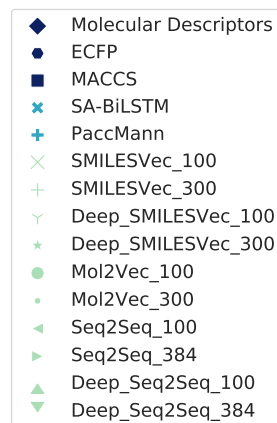 Molecular Descriptors
ECFP
MACCS
SA-BiLSTM
PaccMann
SMILESVec_100
SMILESVec_300
Deep_SMILESVec_100
Deep_SMILESVec_300
Mol2Vec_100
Mol2Vec_300
Seq2Seq_100
Seq2Seq_384
Deep_Seq2Seq_100
Deep_Seq2Seq_384